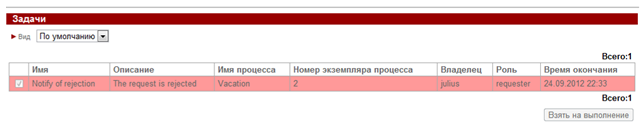 Задачи
Вид По умолчанию
Всего:1
Имя Описание Имя процесса Номер экземпляра процесса Владелец Роль Время окончания
Notify of rejection The request is rejected Vacation 2 julius requester 24.09.2012 22:33
Всего:1
Взять на выполнение